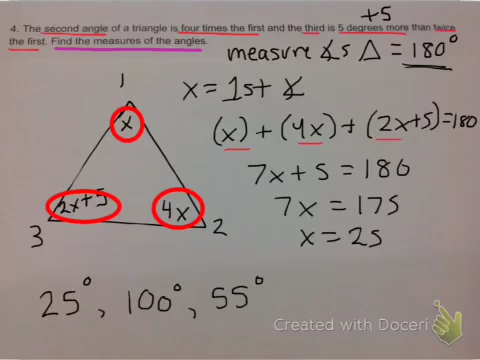 +5
4. The second angle of a triangle is four times the first and the third is 5 degrees more than twice
the first. Find the measures of the angles.
measure ∡s △ = 180°
1
x = 1st ∡
x
(x) + (4x) + (2x+5) = 180
7x + 5 = 180
2x+5
4x
7x = 175
3
2
x = 25
25°, 100°, 55°
Created with Doceri